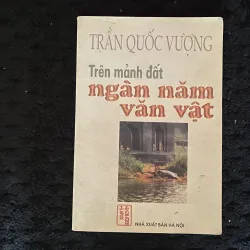 TRẦN QUỐC VƯỢNG
Trên mảnh đất
ngàn năm
văn vật
NHÀ XUẤT BẢN HÀ NỘI